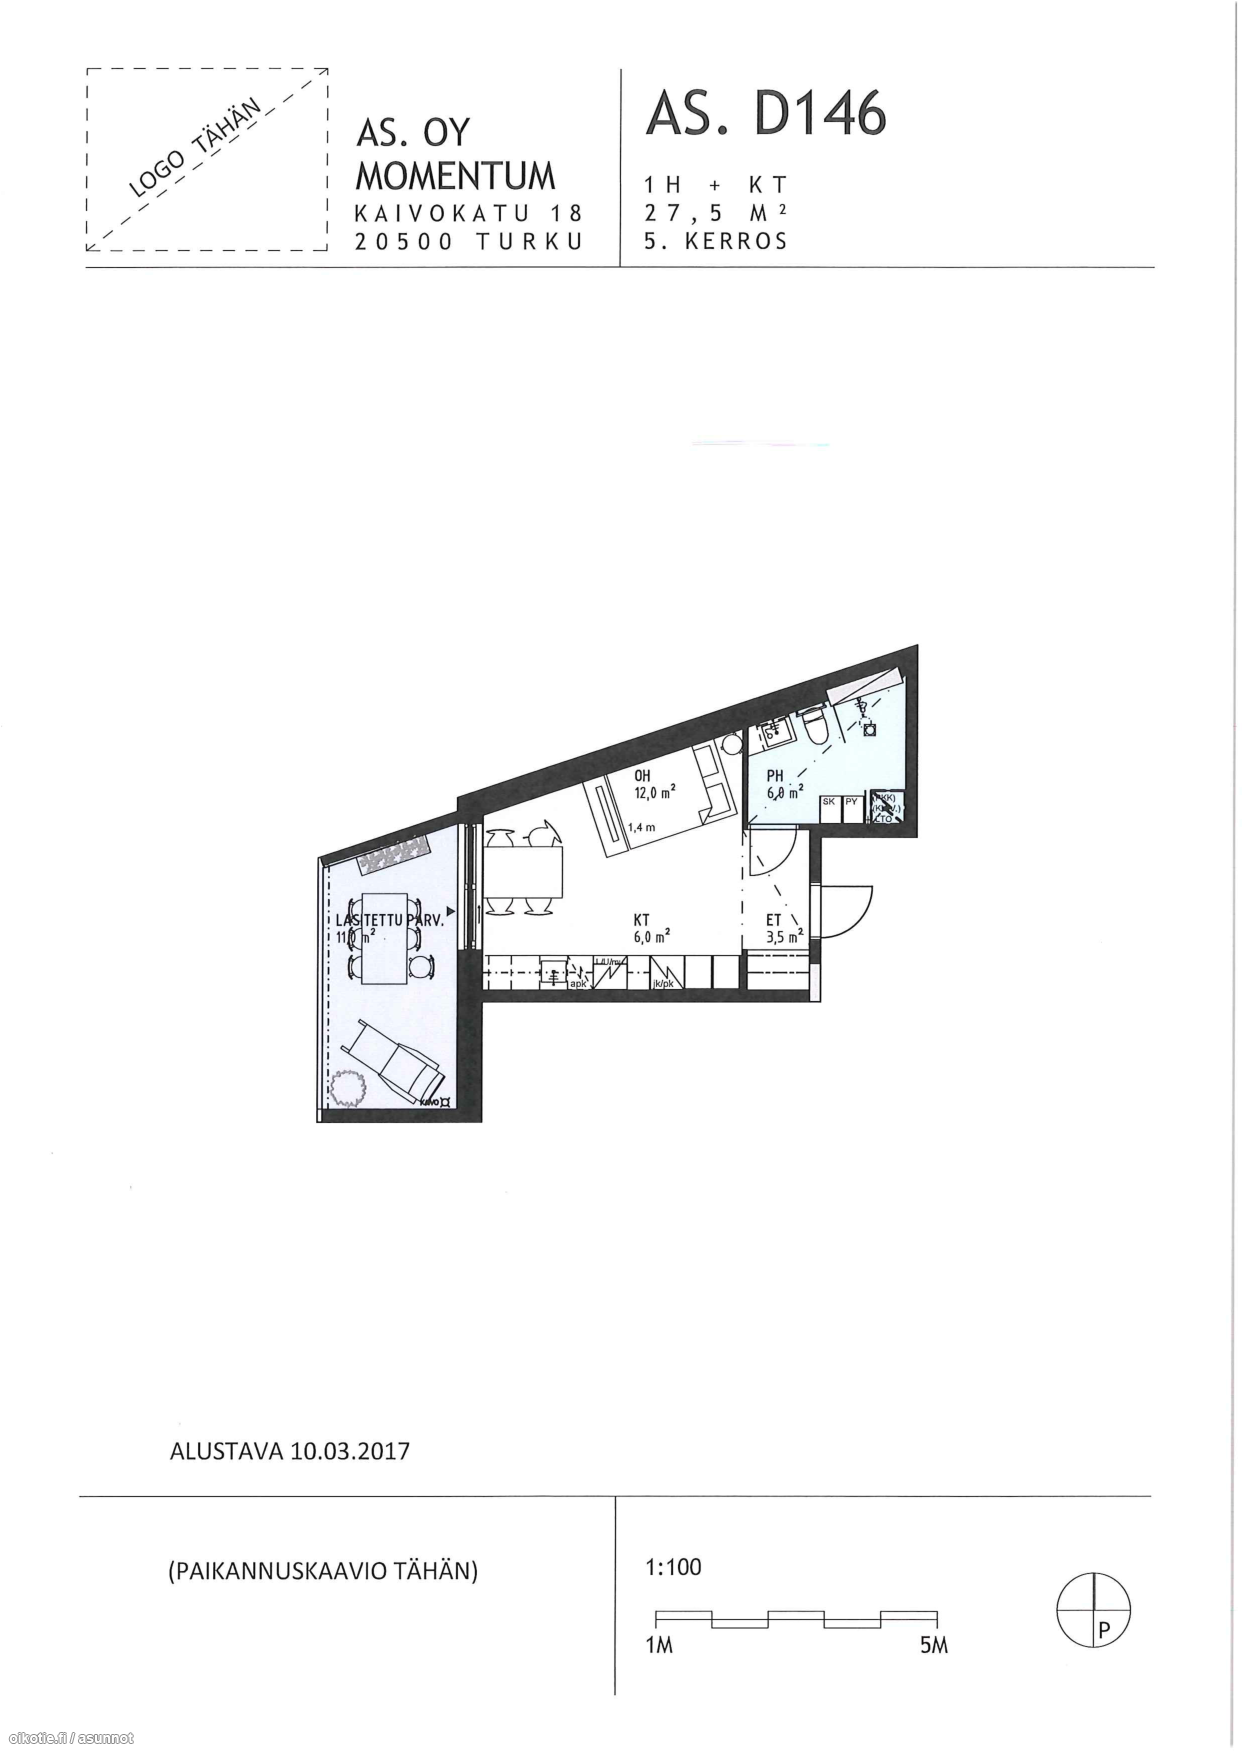 LOGO TÄHÄN
AS. OY
MOMENTUM
KAIVOKATU 18
20500 TURKU
AS. D146
1H + KT
27,5 M²
5. KERROS
OH
12,0 m²
1,4 m
PH
6,0 m²
SK
PY
(KK)
LTO
LASITETTU PARV.
11,0 m²
KT
6,0 m²
ET
3,5 m²
apk
jk/pk
KAIVO
ALUSTAVA 10.03.2017
(PAIKANNUSKAAVIO TÄHÄN)
1:100
1M
5M
P
oikotie.fi / asunnot